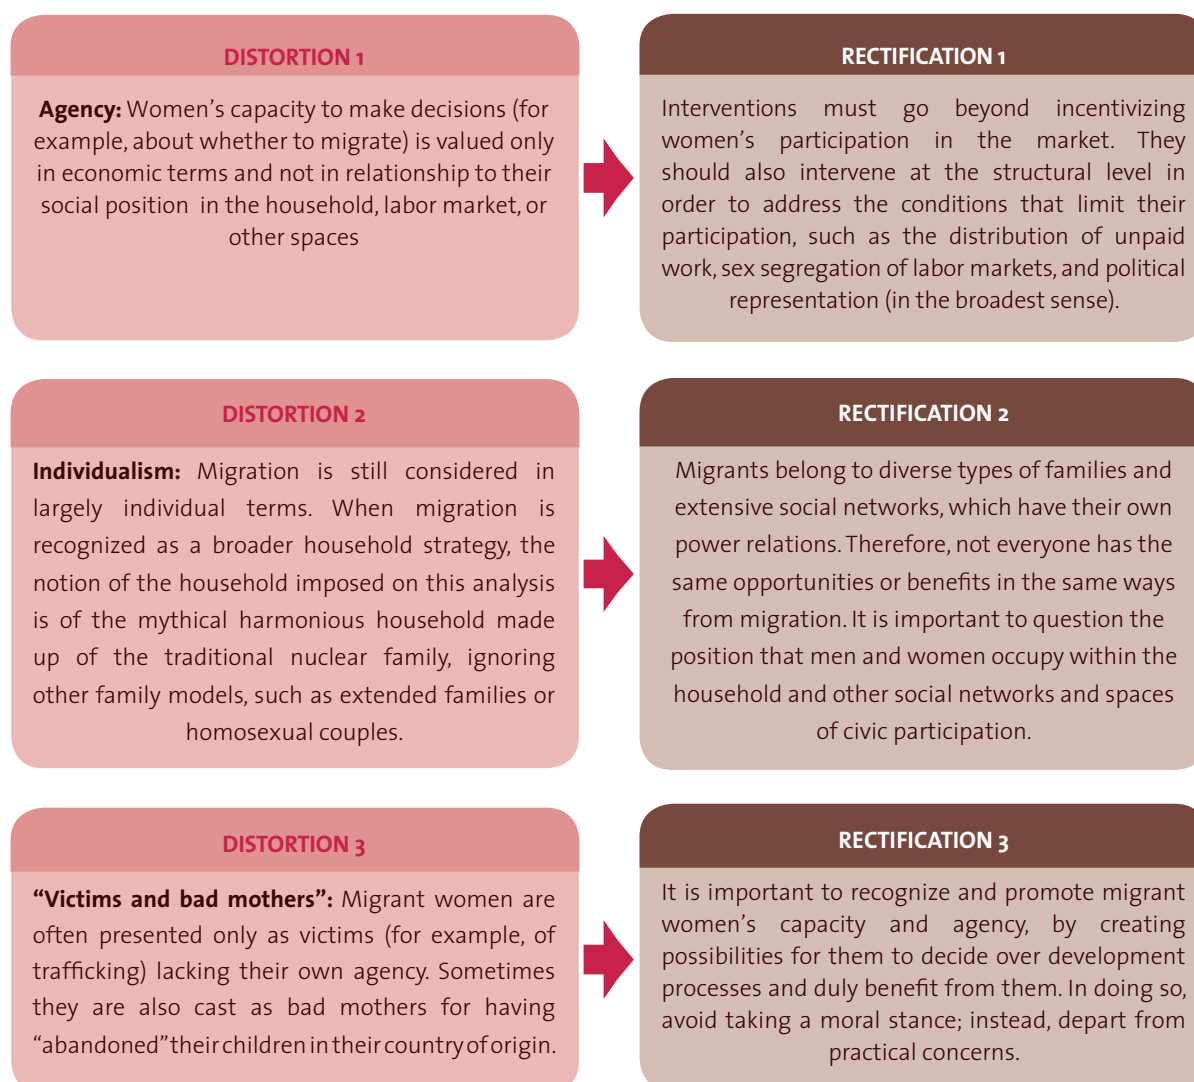 DISTORTION 1
Agency: Women's capacity to make decisions (for
example, about whether to migrate) is valued only
in economic terms and not in relationship to their
social position in the household, labor market, or
other spaces
RECTIFICATION 1
Interventions must go beyond incentivizing
women's participation in the market. They
should also intervene at the structural level in
order to address the conditions that limit their
participation, such as the distribution of unpaid
work, sex segregation of labor markets, and political
representation (in the broadest sense).
DISTORTION 2
Individualism: Migration is still considered in
largely individual terms. When migration is
recognized as a broader household strategy, the
notion of the household imposed on this analysis
is of the mythical harmonious household made
up of the traditional nuclear family, ignoring
other family models, such as extended families or
homosexual couples.
RECTIFICATION 2
Migrants belong to diverse types of families and
extensive social networks, which have their own
power relations. Therefore, not everyone has the
same opportunities or benefits in the same ways
from migration. It is important to question the
position that men and women occupy within the
household and other social networks and spaces
of civic participation.
DISTORTION 3
“Victims and bad mothers”: Migrant women are
often presented only as victims (for example, of
trafficking) lacking their own agency. Sometimes
they are also cast as bad mothers for having
“abandoned” their children in their country of origin.
RECTIFICATION 3
It is important to recognize and promote migrant
women's capacity and agency, by creating
possibilities for them to decide over development
processes and duly benefit from them. In doing so,
avoid taking a moral stance; instead, depart from
practical concerns.